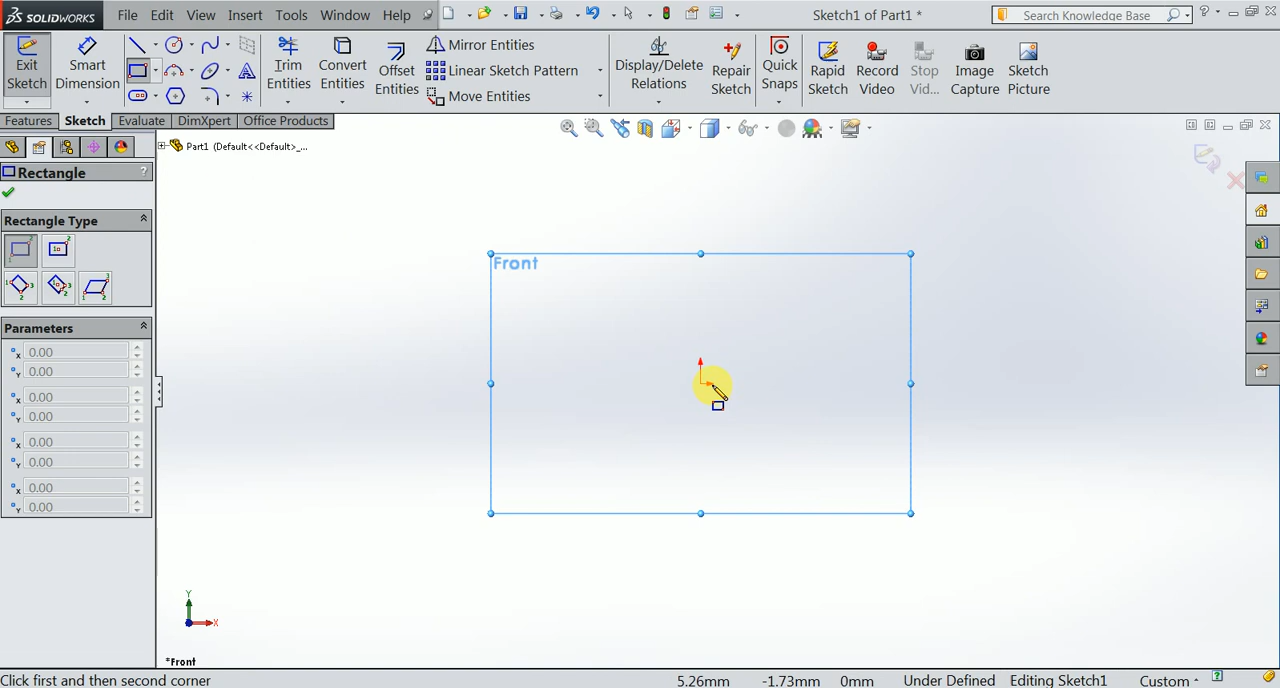 SOLIDWORKS File Edit View Insert Tools Window Help Sketch1 of Part1 * Search Knowledge Base ?
Exit Sketch
Smart Dimension
Trim Entities
Convert Entities
Offset Entities
Mirror Entities
Linear Sketch Pattern
Move Entities
Display/Delete Relations
Repair Sketch
Quick Snaps
Rapid Sketch
Record Video
Stop Vid...
Image Capture
Sketch Picture
Features Sketch Evaluate DimXpert Office Products
Part1 (Default<<Default>_...
Rectangle ?
Rectangle Type
Parameters
x 0.00
Y 0.00
x 0.00
Y 0.00
x 0.00
Y 0.00
x 0.00
Y 0.00
Front
Y
X
*Front
Click first and then second corner 5.26mm -1.73mm 0mm Under Defined Editing Sketch1 Custom ?